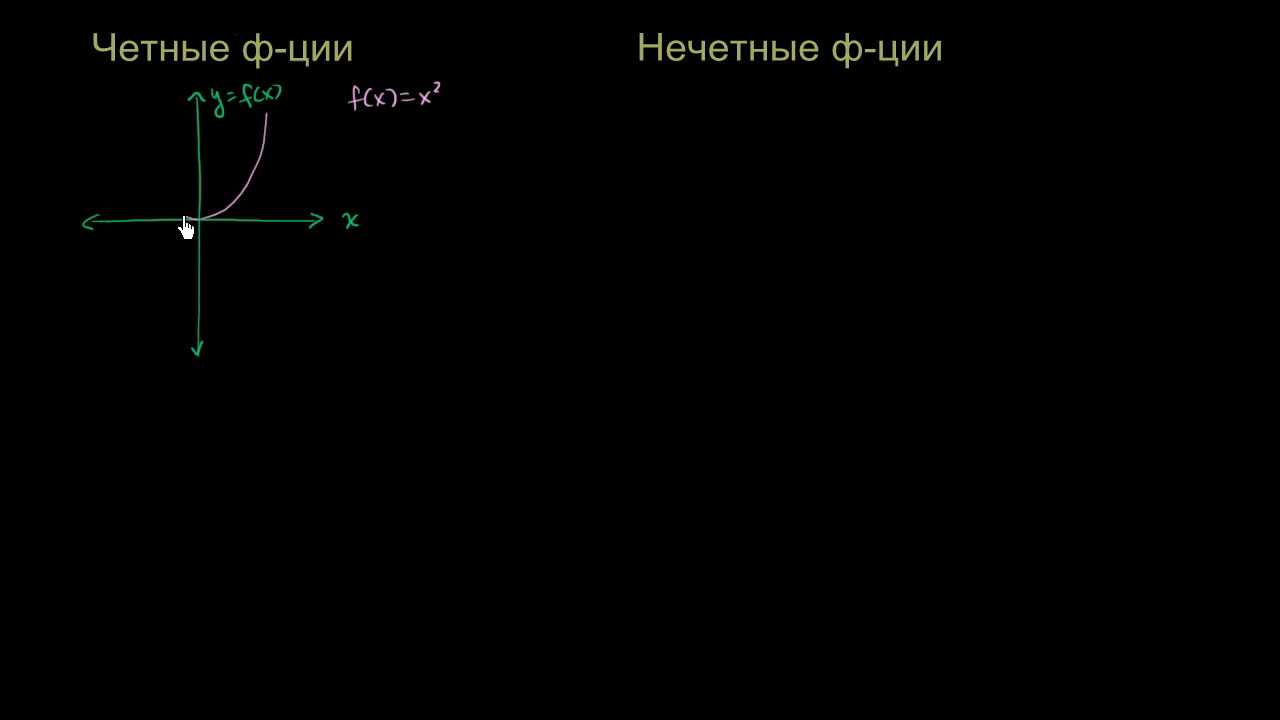 Четные ф-ции
Нечетные ф-ции
y=f(x)
f(x)=x²
x